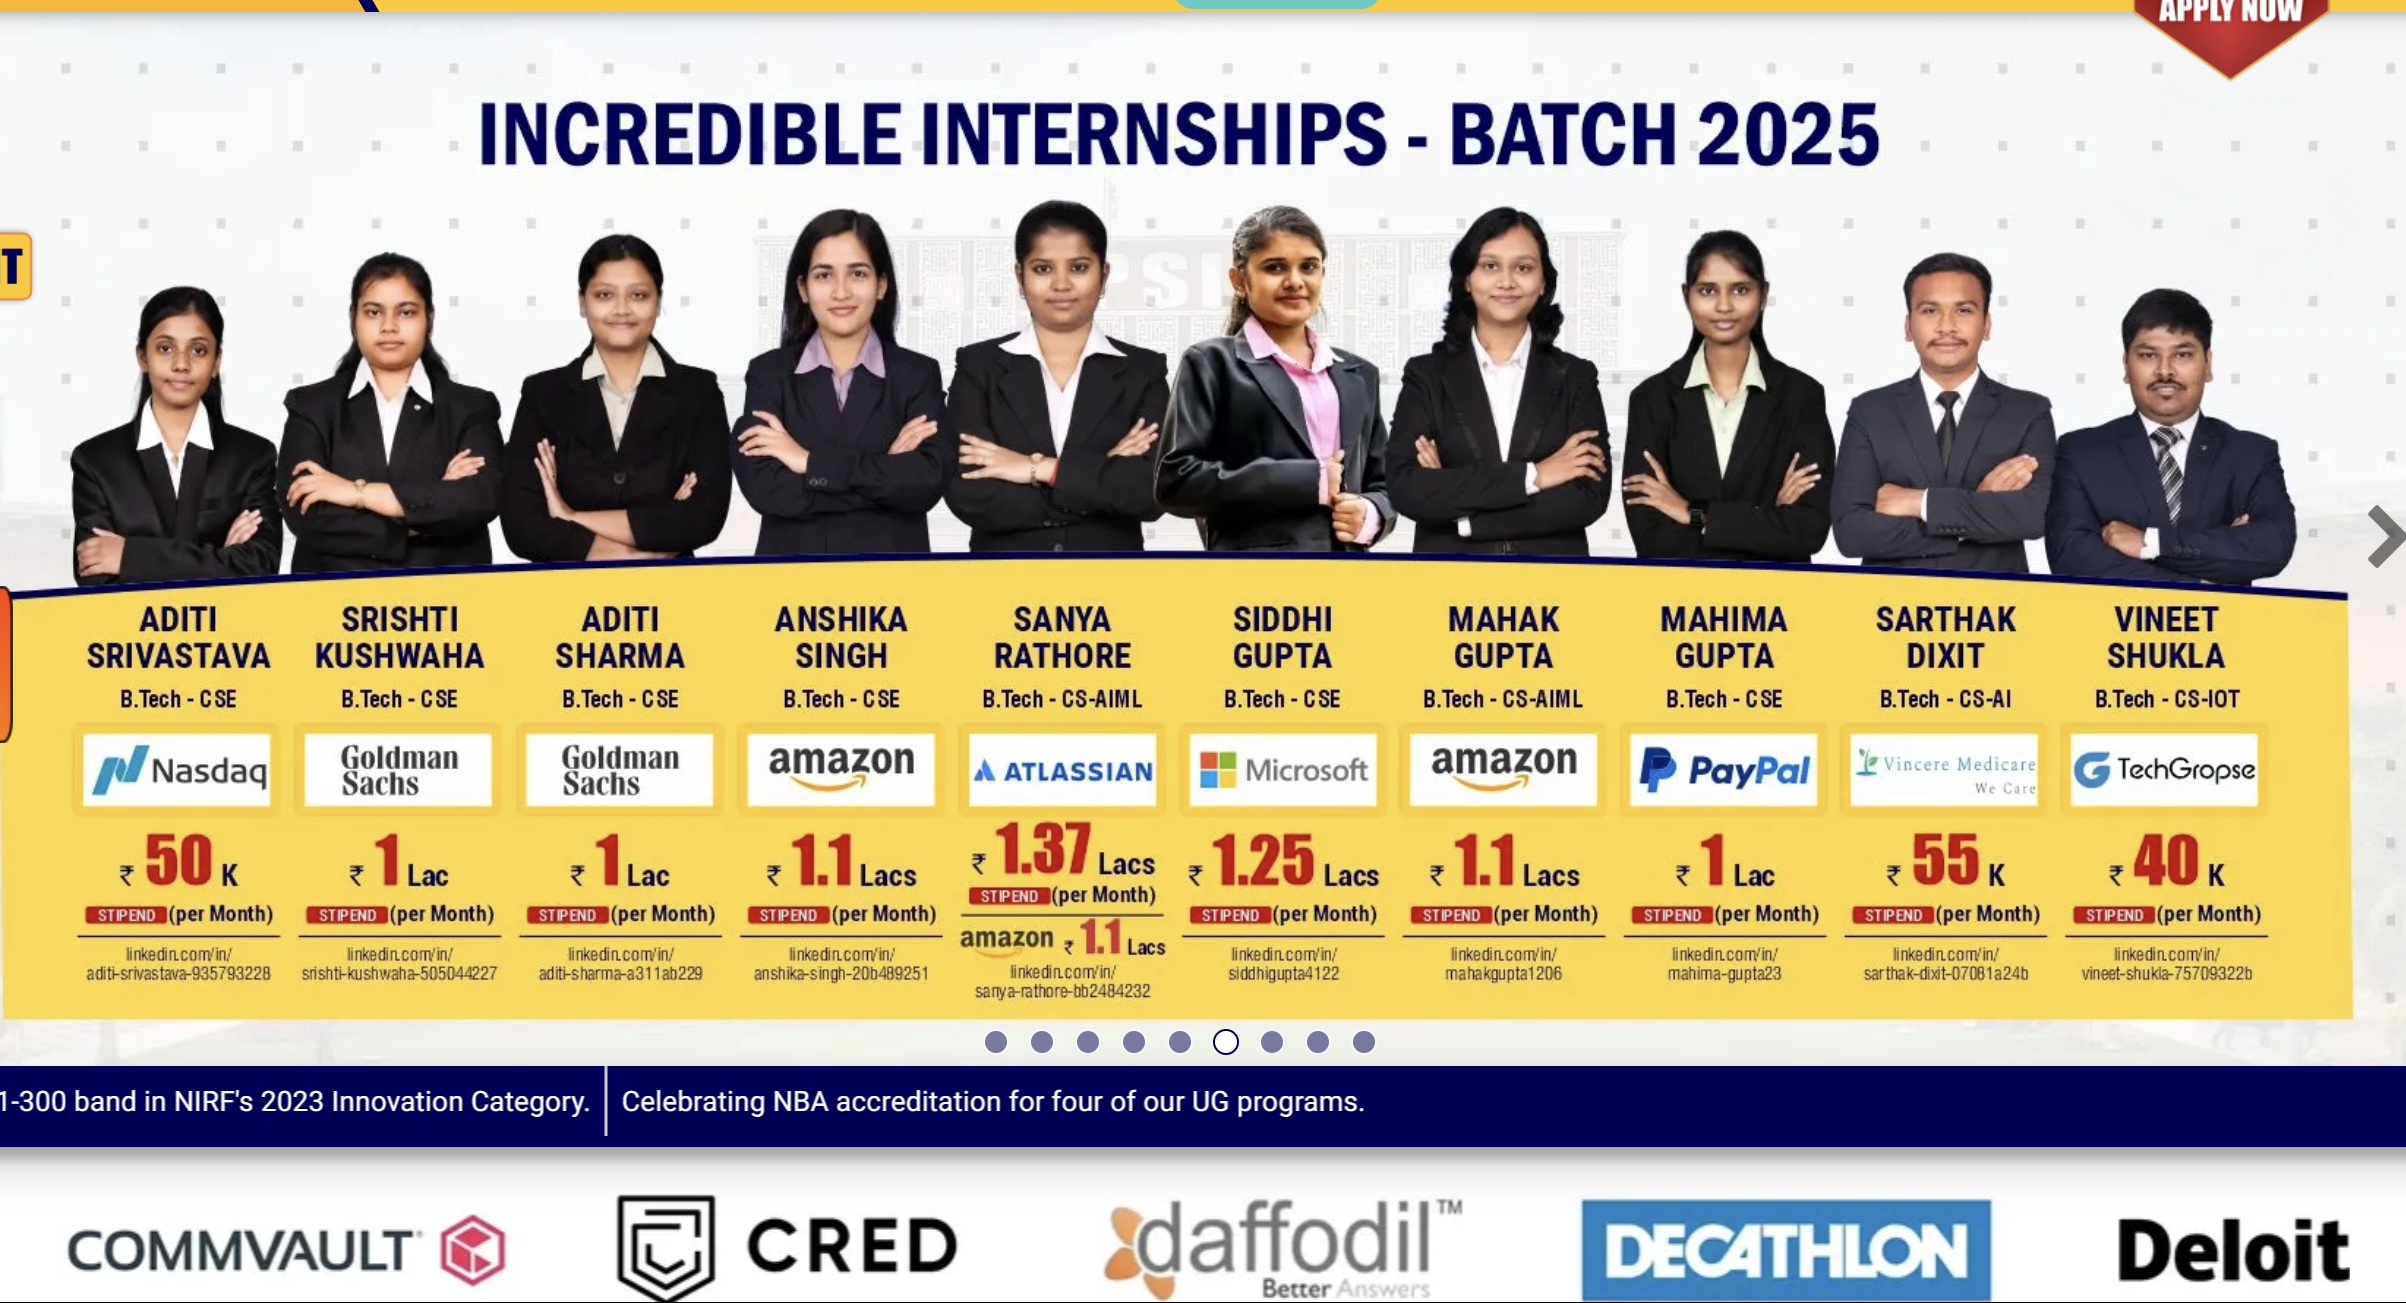 APPLY NOW
INCREDIBLE INTERNSHIPS - BATCH 2025
T
PSI
ADITI
SRIVASTAVA
B.Tech - CSE
Nasdaq
₹ 50 K
STIPEND (per Month)
linkedin.com/in/
aditi-srivastava-935793228
SRISHTI
KUSHWAHA
B.Tech - CSE
Goldman
Sachs
₹ 1 Lac
STIPEND (per Month)
linkedin.com/in/
srishti-kushwaha-505044227
ADITI
SHARMA
B.Tech - CSE
Goldman
Sachs
₹ 1 Lac
STIPEND (per Month)
linkedin.com/in/
aditi-sharma-a311ab229
ANSHIKA
SINGH
B.Tech - CSE
amazon
₹ 1.1 Lacs
STIPEND (per Month)
linkedin.com/in/
anshika-singh-20b489251
SANYA
RATHORE
B.Tech - CS-AIML
ATLASSIAN
₹ 1.37 Lacs
STIPEND (per Month)
amazon ₹ 1.1 Lacs
linkedin.com/in/
sanya-rathore-bb2484232
SIDDHI
GUPTA
B.Tech - CSE
Microsoft
₹ 1.25 Lacs
STIPEND (per Month)
linkedin.com/in/
siddhigupta4122
MAHAK
GUPTA
B.Tech - CS-AIML
amazon
₹ 1.1 Lacs
STIPEND (per Month)
linkedin.com/in/
mahakgupta1206
MAHIMA
GUPTA
B.Tech - CSE
PayPal
₹ 1 Lac
STIPEND (per Month)
linkedin.com/in/
mahima-gupta23
SARTHAK
DIXIT
B.Tech - CS-AI
Vincere Medicare
We Care
₹ 55 K
STIPEND (per Month)
linkedin.com/in/
sarthak-dixit-07081a24b
VINEET
SHUKLA
B.Tech - CS-IOT
TechGropse
₹ 40 K
STIPEND (per Month)
linkedin.com/in/
vineet-shukla-75709322b
1-300 band in NIRF's 2023 Innovation Category.
Celebrating NBA accreditation for four of our UG programs.
COMMVAULT
CRED
daffodil™
Better Answers
DECATHLON
Deloit